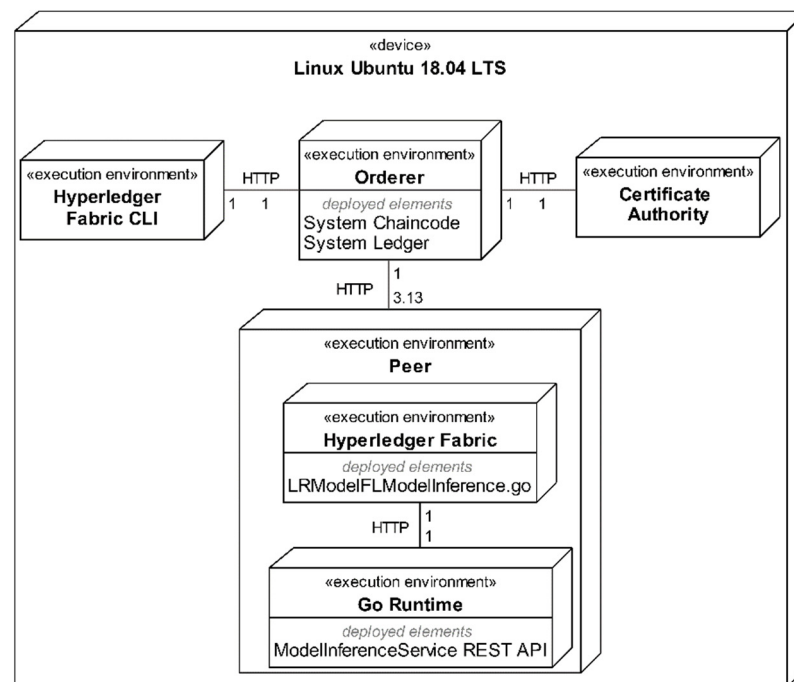 «device»
Linux Ubuntu 18.04 LTS
«execution environment»
Hyperledger
Fabric CLI
HTTP
1
1
«execution environment»
Orderer
deployed elements
System Chaincode
System Ledger
HTTP
1
1
«execution environment»
Certificate
Authority
HTTP
1
3.13
«execution environment»
Peer
«execution environment»
Hyperledger Fabric
deployed elements
LRModelFLModelInference.go
HTTP
1
1
«execution environment»
Go Runtime
deployed elements
ModelInferenceService REST API